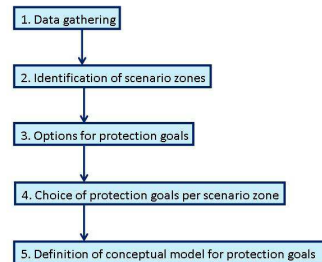 1. Data gathering
2. Identification of scenario zones
3. Options for protection goals
4. Choice of protection goals per scenario zone
5. Definition of conceptual model for protection goals